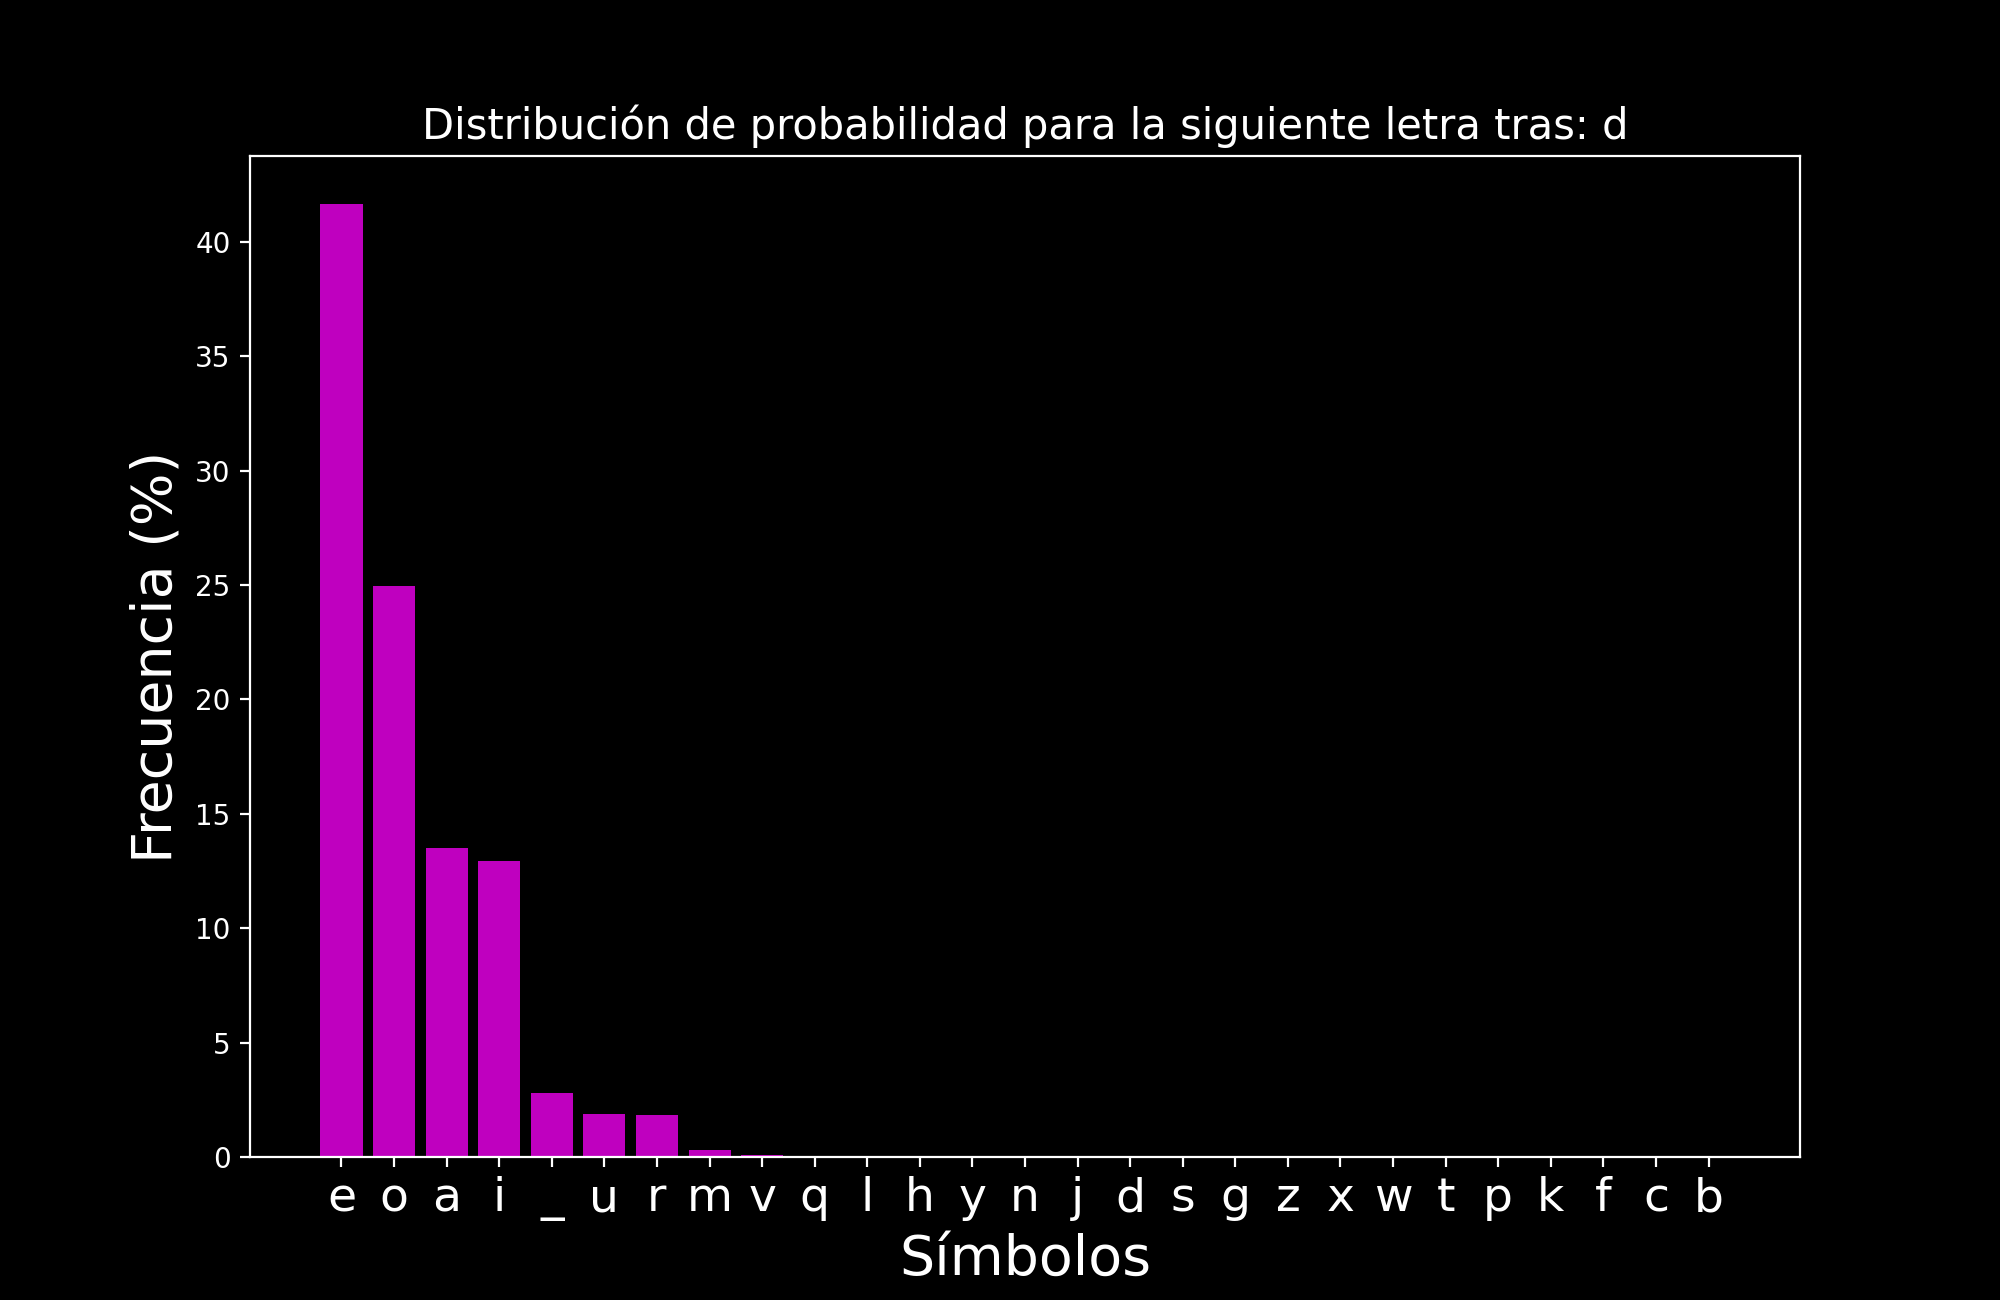 Distribución de probabilidad para la siguiente letra tras: d
Frecuencia (%)
40
35
30
25
20
15
10
5
0
e o a i _ u r m v q l h y n j d s g z x w t p k f c b
Símbolos